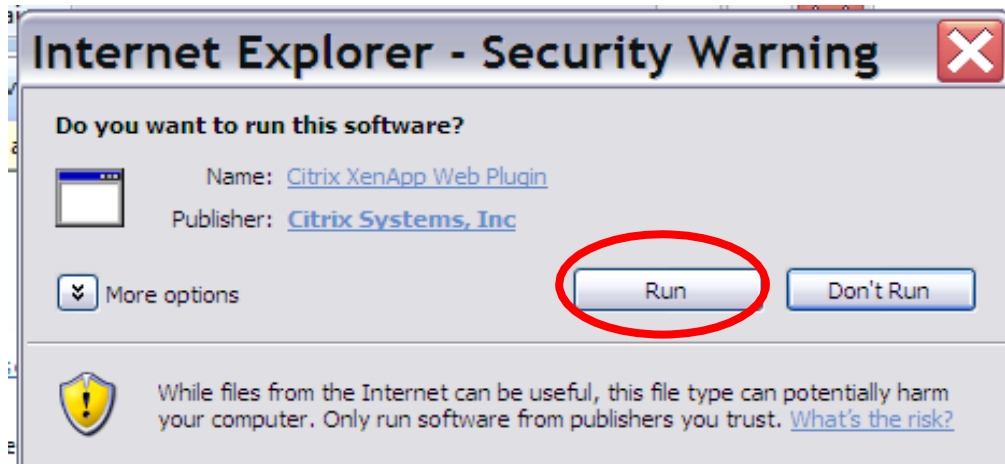 Internet Explorer - Security Warning
Do you want to run this software?
Name: Citrix XenApp Web Plugin
Publisher: Citrix Systems, Inc
More options
Run
Don't Run
While files from the Internet can be useful, this file type can potentially harm
your computer. Only run software from publishers you trust. What's the risk?